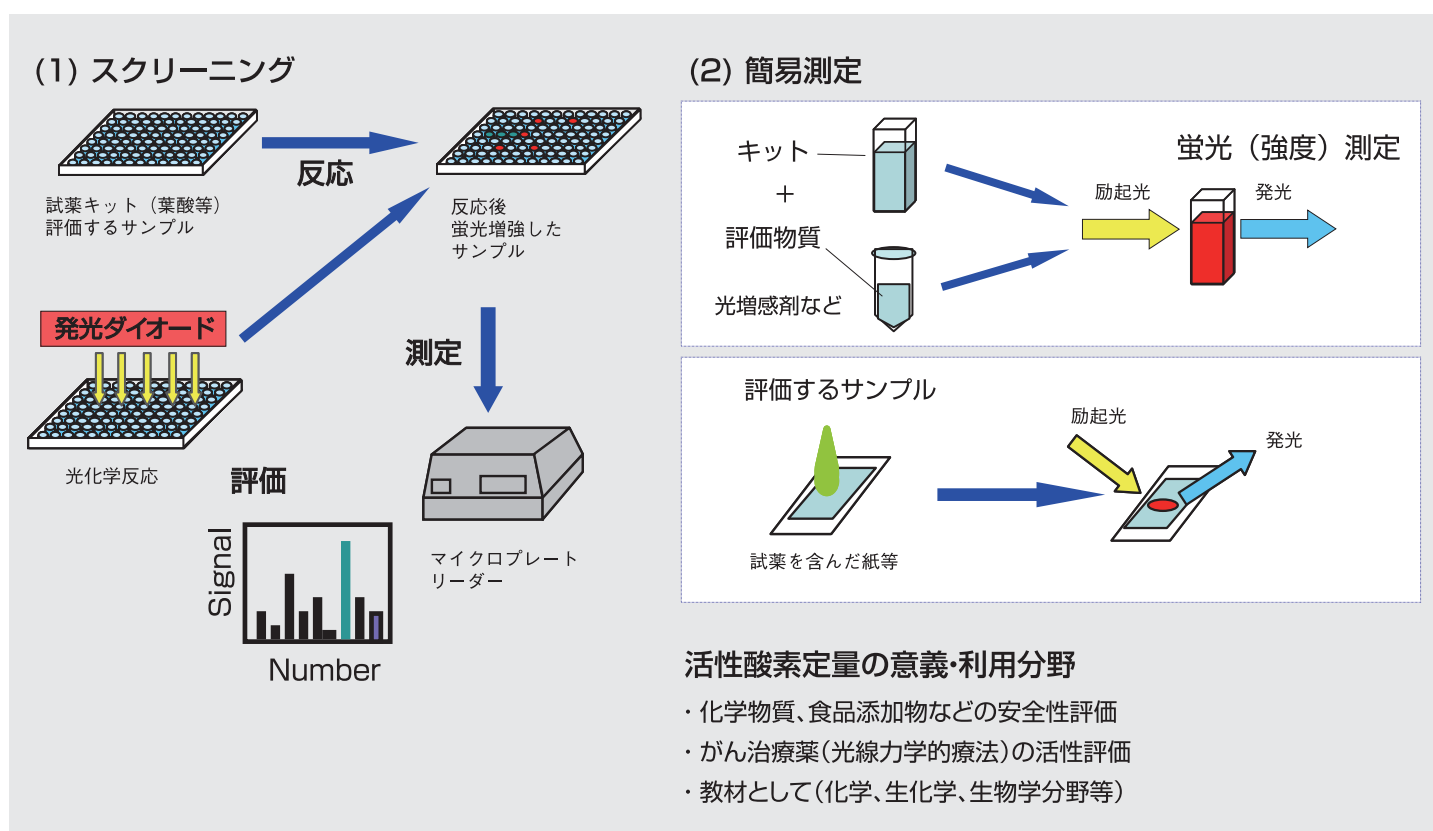 (1) スクリーニング
反応
試薬キット（葉酸等）
評価するサンプル
反応後
蛍光増強した
サンプル
発光ダイオード
光化学反応
測定
マイクロプレート
リーダー
評価
Signal
Number
(2) 簡易測定
キット
+
評価物質
光増感剤など
蛍光（強度）測定
励起光
発光
評価するサンプル
試薬を含んだ紙等
励起光
発光
活性酸素定量の意義・利用分野
・化学物質、食品添加物などの安全性評価
・がん治療薬（光線力学的療法）の活性評価
・教材として（化学、生化学、生物学分野等）